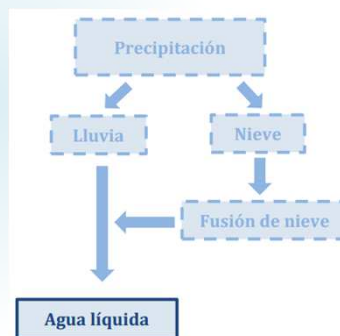 Precipitación
Lluvia
Nieve
Fusión de nieve
Agua líquida